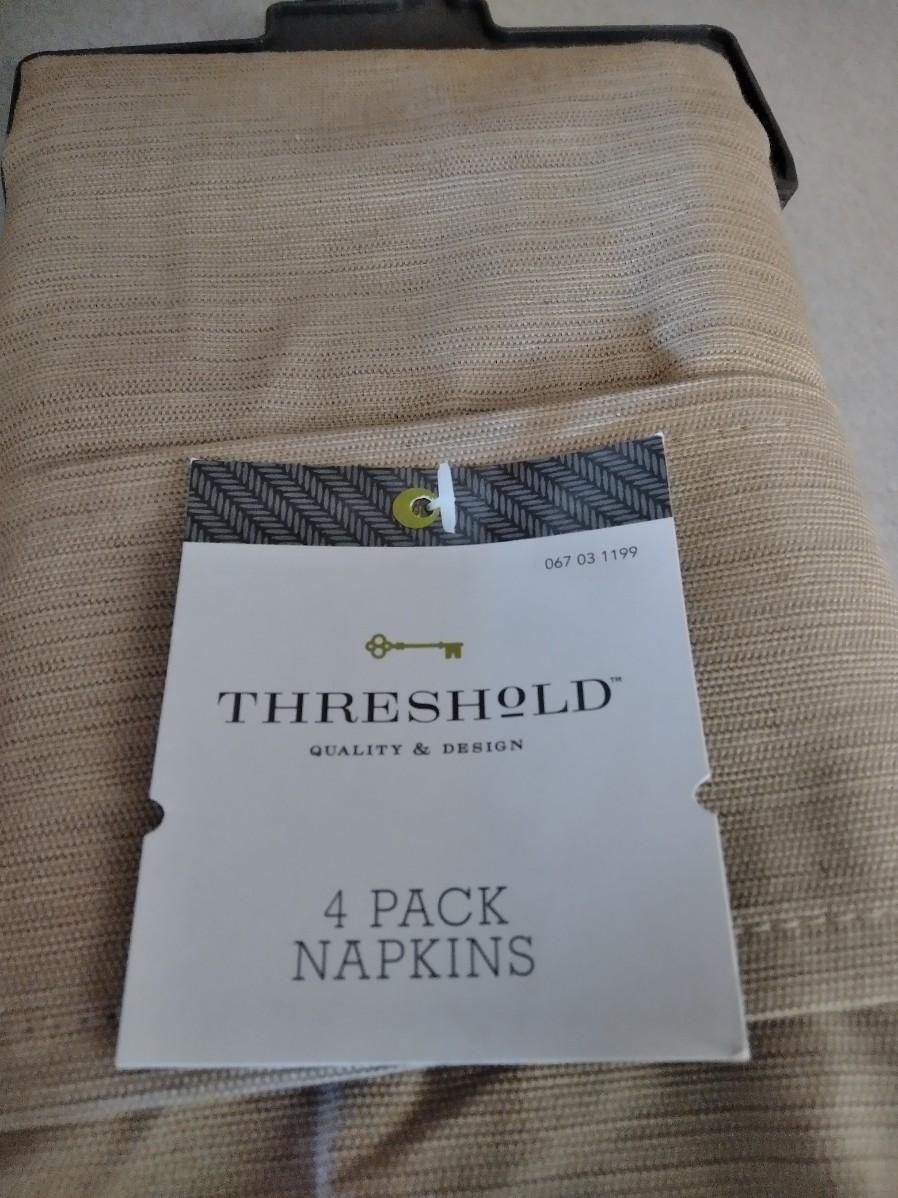 067 03 1199
THRESHOLD™
QUALITY & DESIGN
4 PACK
NAPKINS